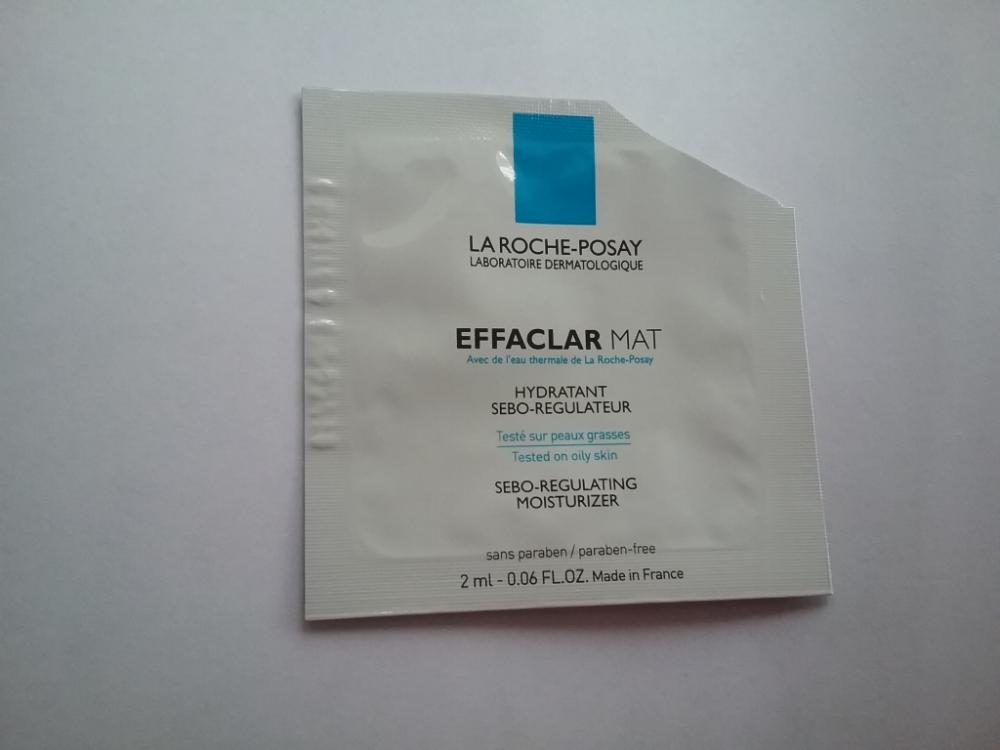 LA ROCHE-POSAY
LABORATOIRE DERMATOLOGIQUE
EFFACLAR MAT
Avec de l'eau thermale de La Roche-Posay
HYDRATANT
SEBO-REGULATEUR
Testé sur peaux grasses
Tested on oily skin
SEBO-REGULATING
MOISTURIZER
sans paraben / paraben-free
2 ml - 0.06 FL.OZ. Made in France